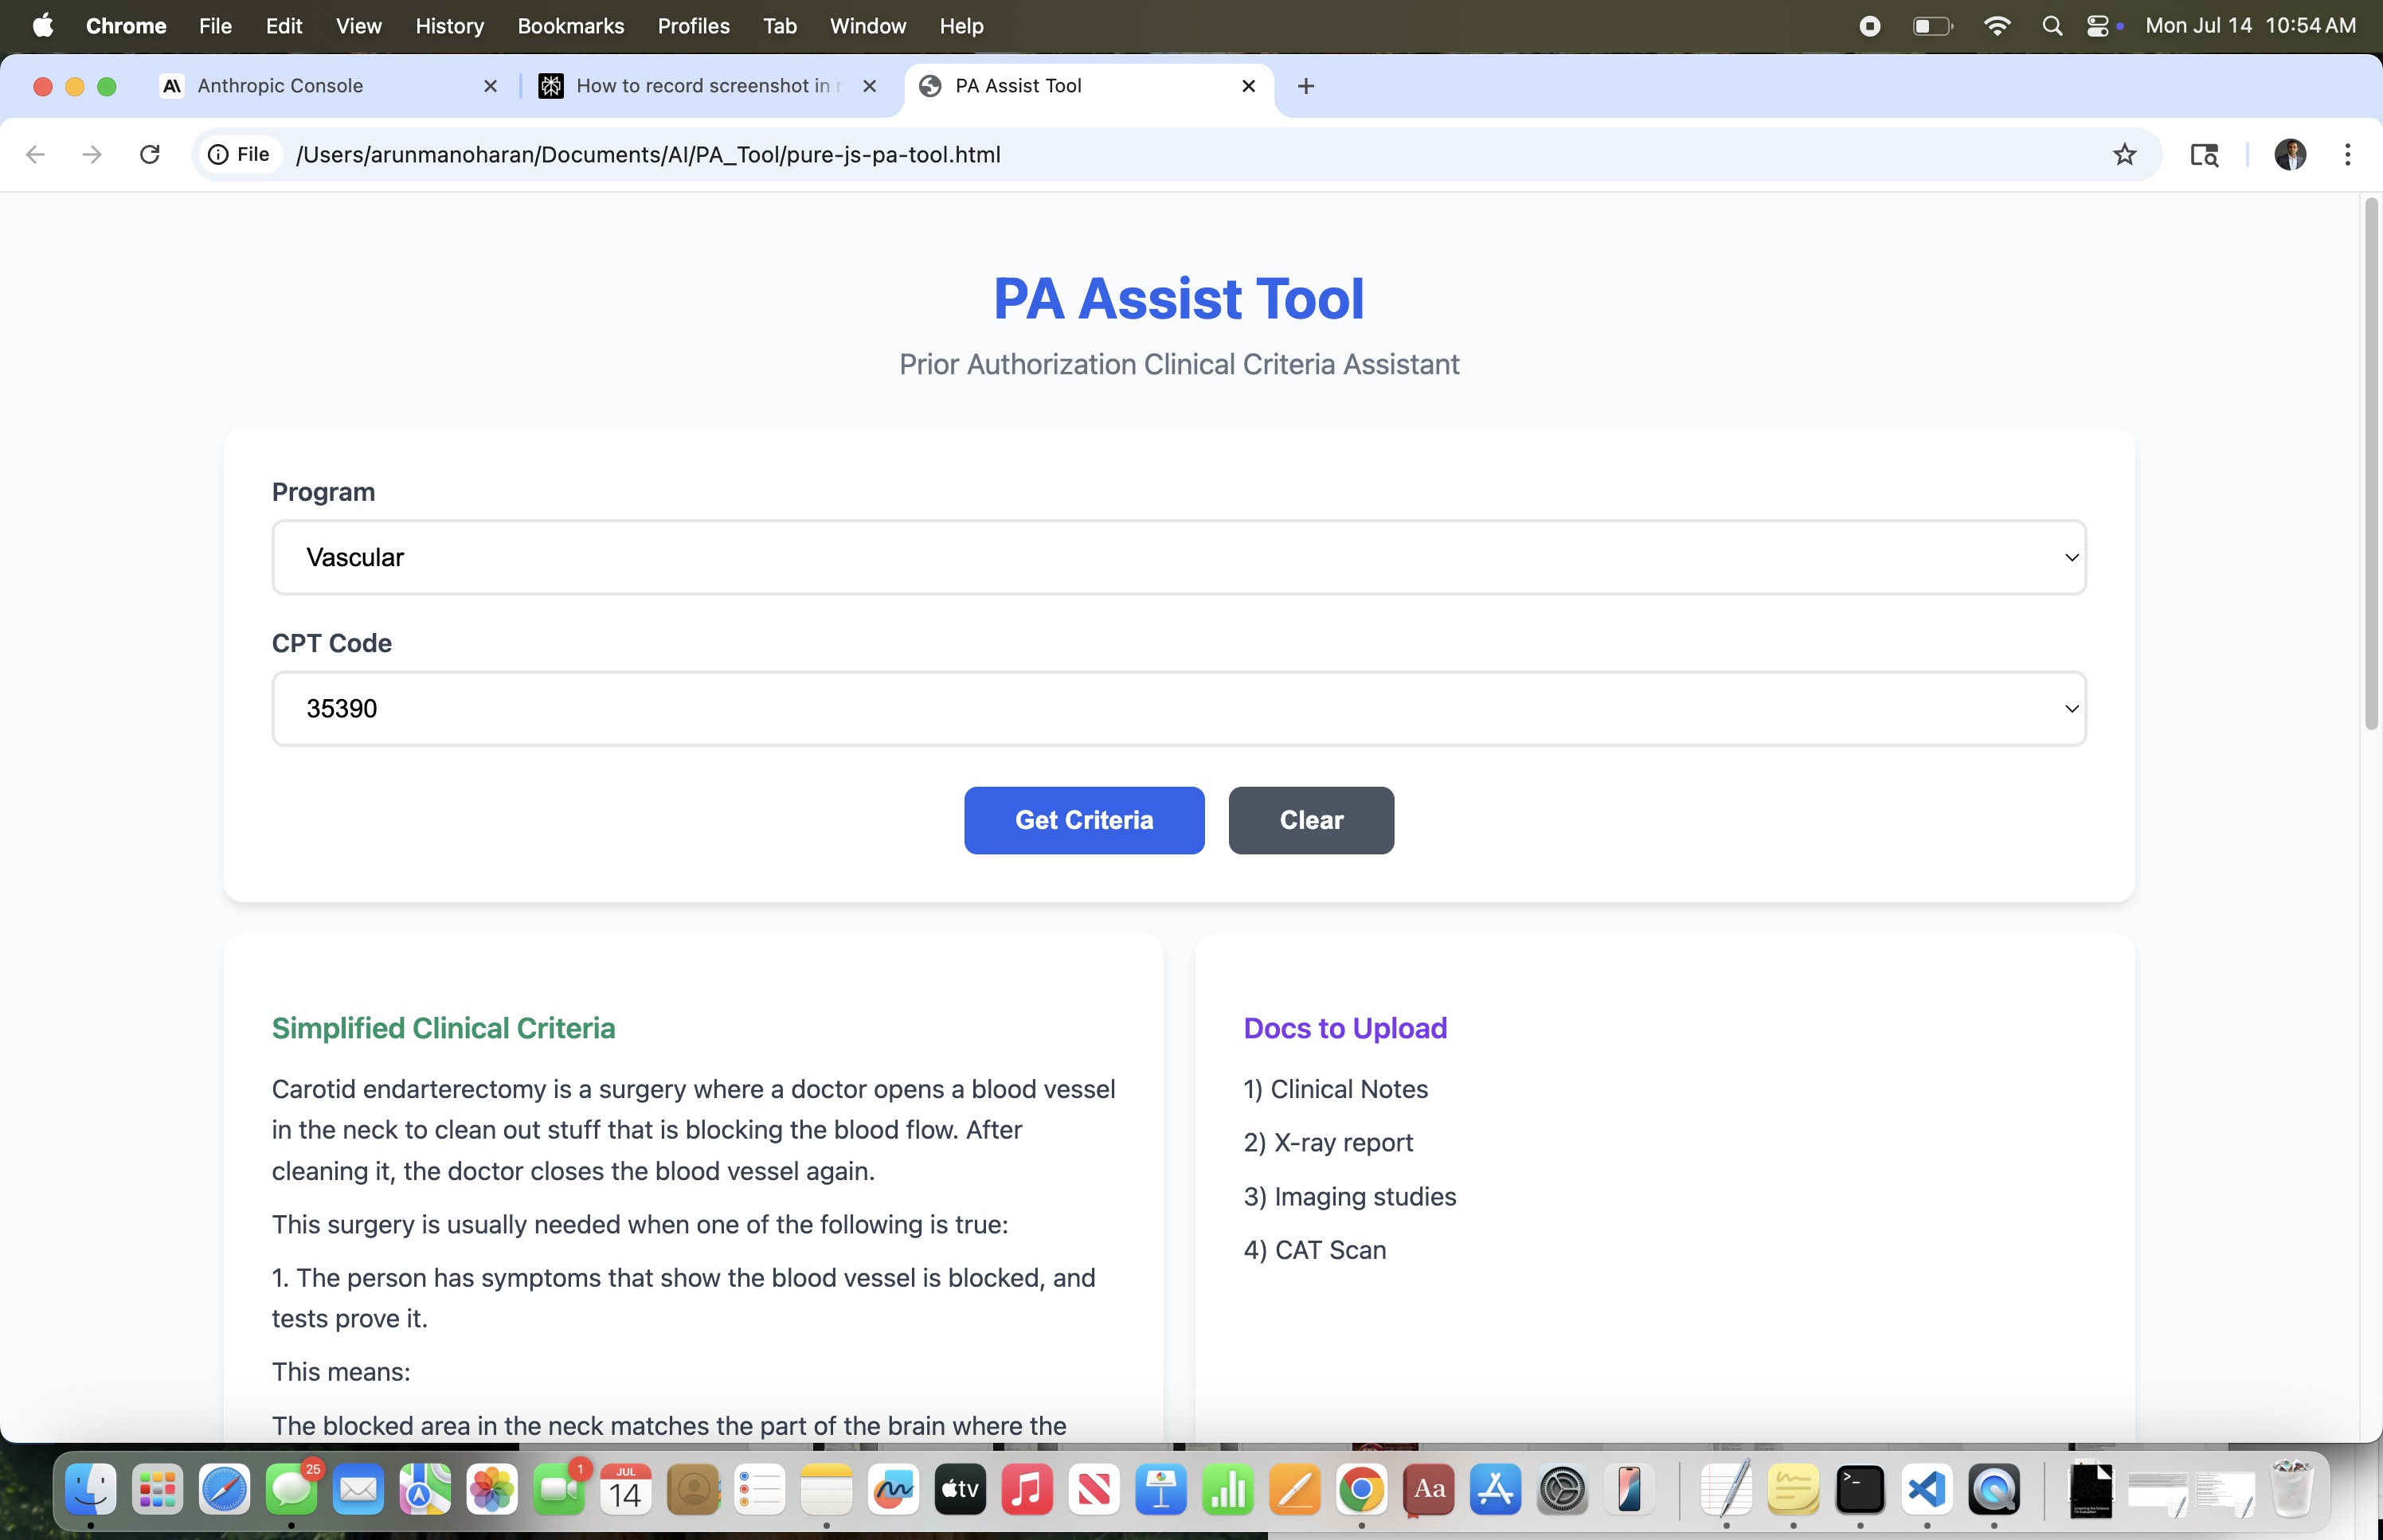 Chrome File Edit View History Bookmarks Profiles Tab Window Help Mon Jul 14 10:54 AM
Anthropic Console How to record screenshot in PA Assist Tool
File /Users/arunmanoharan/Documents/AI/PA_Tool/pure-js-pa-tool.html
PA Assist Tool
Prior Authorization Clinical Criteria Assistant
Program
Vascular
CPT Code
35390
Get Criteria Clear
Simplified Clinical Criteria
Carotid endarterectomy is a surgery where a doctor opens a blood vessel
in the neck to clean out stuff that is blocking the blood flow. After
cleaning it, the doctor closes the blood vessel again.
This surgery is usually needed when one of the following is true:
1. The person has symptoms that show the blood vessel is blocked, and
tests prove it.
This means:
The blocked area in the neck matches the part of the brain where the
Docs to Upload
1) Clinical Notes
2) X-ray report
3) Imaging studies
4) CAT Scan
25
1
JUL
14
tv
Aa